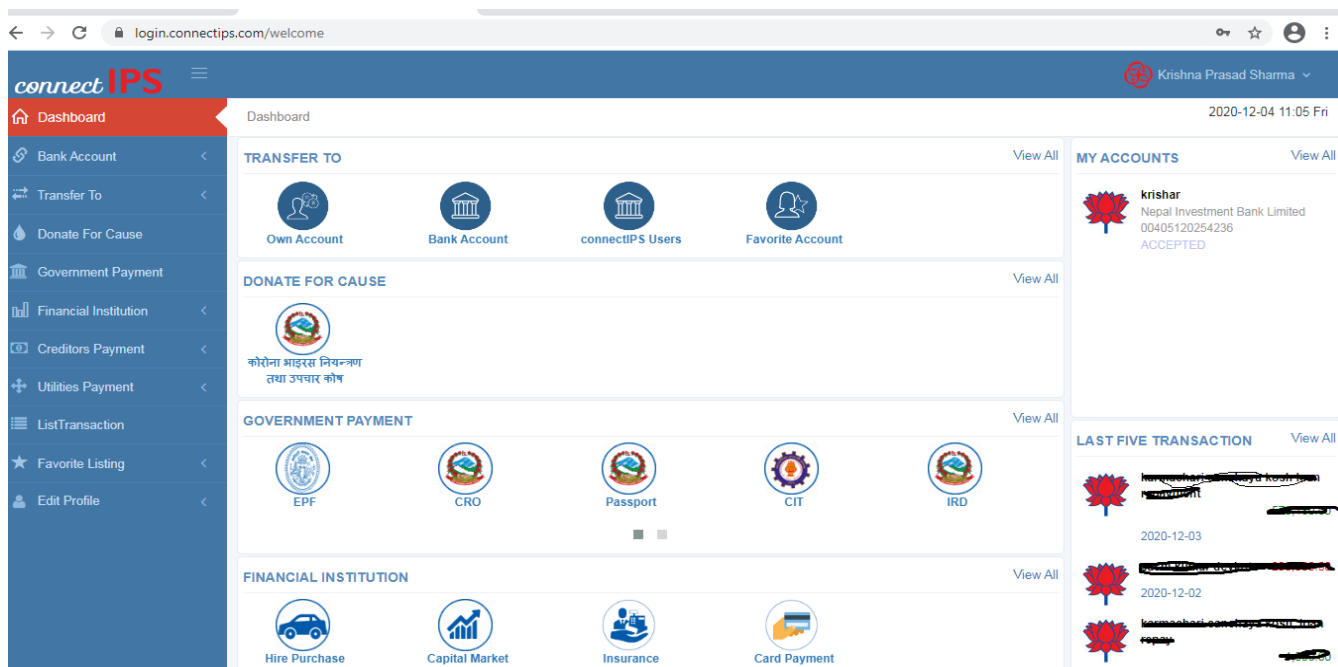 login.connectips.com/welcome
connect IPS
Krishna Prasad Sharma
Dashboard
Bank Account
Transfer To
Donate For Cause
Government Payment
Financial Institution
Creditors Payment
Utilities Payment
ListTransaction
Favorite Listing
Edit Profile
Dashboard
2020-12-04 11:05 Fri
TRANSFER TO View All
Own Account Bank Account connectIPS Users Favorite Account
DONATE FOR CAUSE View All
कोरोना भाइरस नियन्त्रण
तथा उपचार कोष
GOVERNMENT PAYMENT View All
EPF CRO Passport CIT IRD
FINANCIAL INSTITUTION View All
Hire Purchase Capital Market Insurance Card Payment
MY ACCOUNTS View All
krishar
Nepal Investment Bank Limited
00405120254236
ACCEPTED
LAST FIVE TRANSACTION View All
2020-12-03
2020-12-02